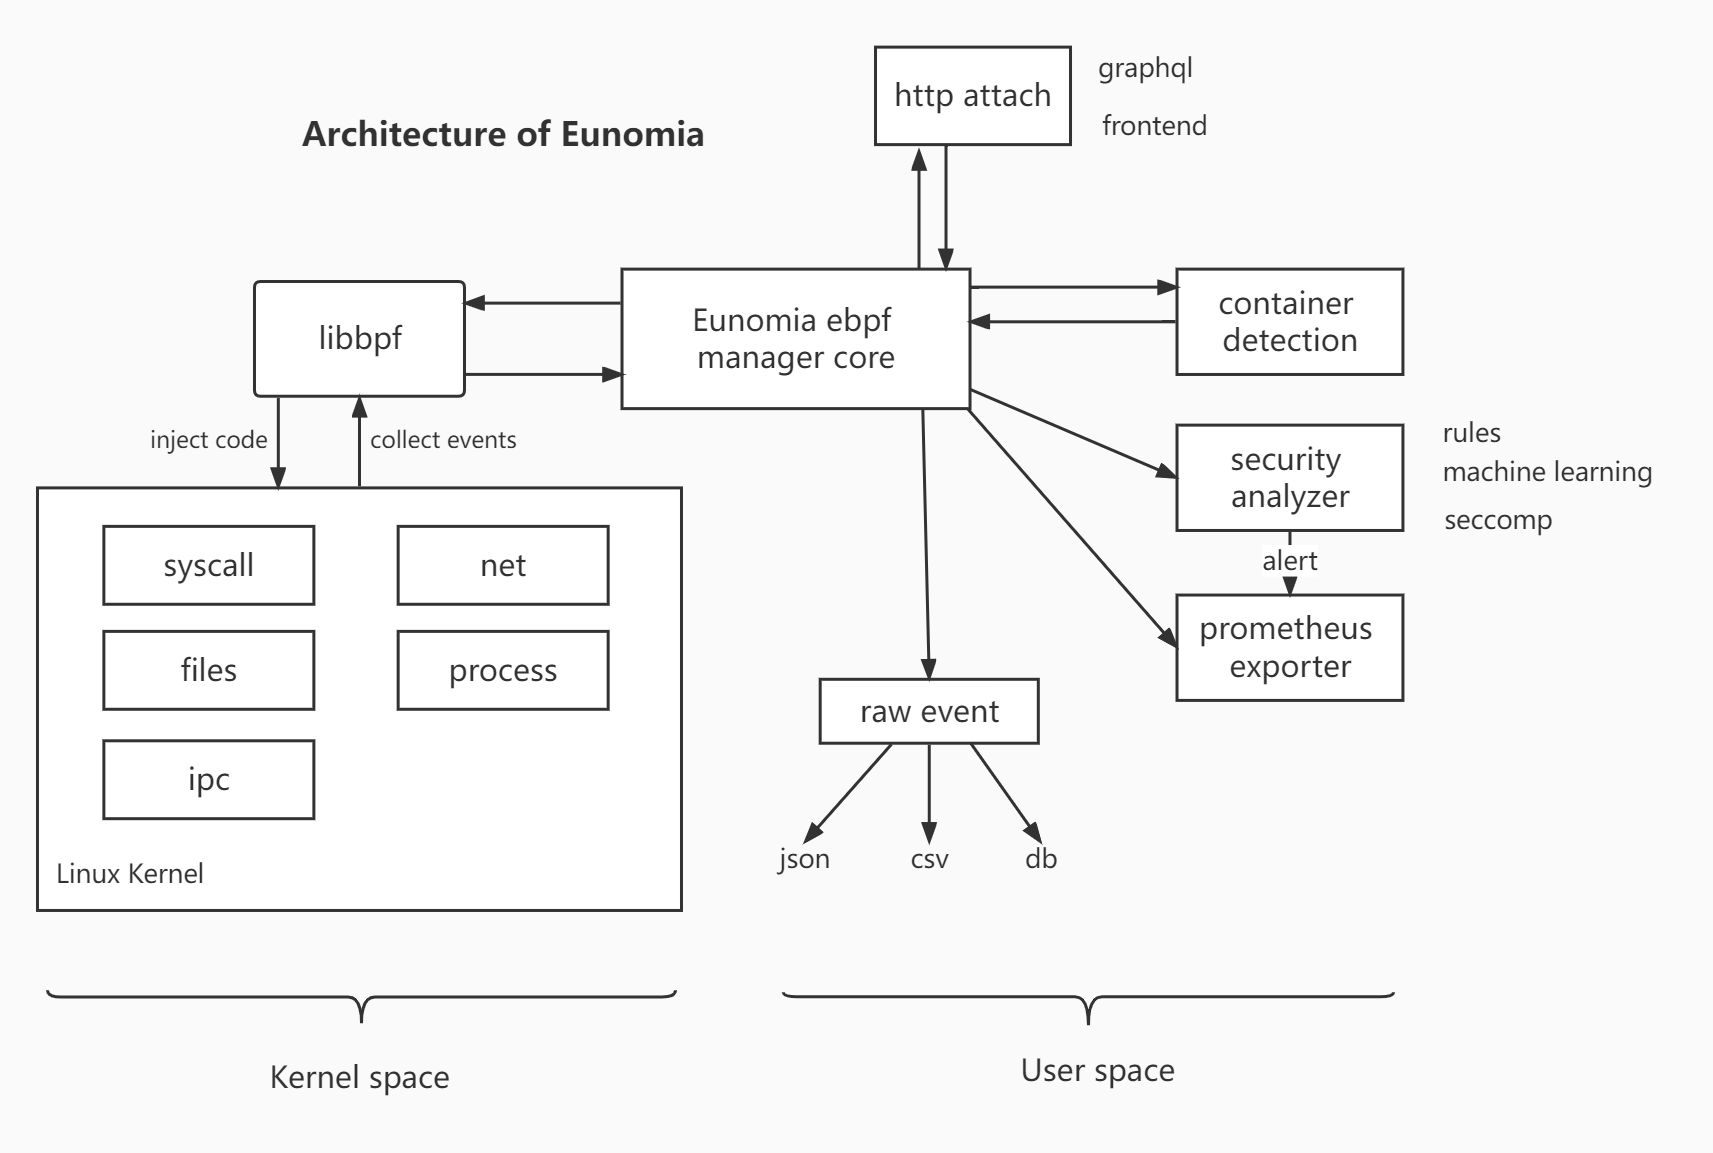 Architecture of Eunomia
http attach
graphql
frontend
libbpf
Eunomia ebpf
manager core
container
detection
inject code
collect events
security
analyzer
rules
machine learning
seccomp
alert
prometheus
exporter
syscall
net
files
process
ipc
Linux Kernel
raw event
json
csv
db
Kernel space
User space